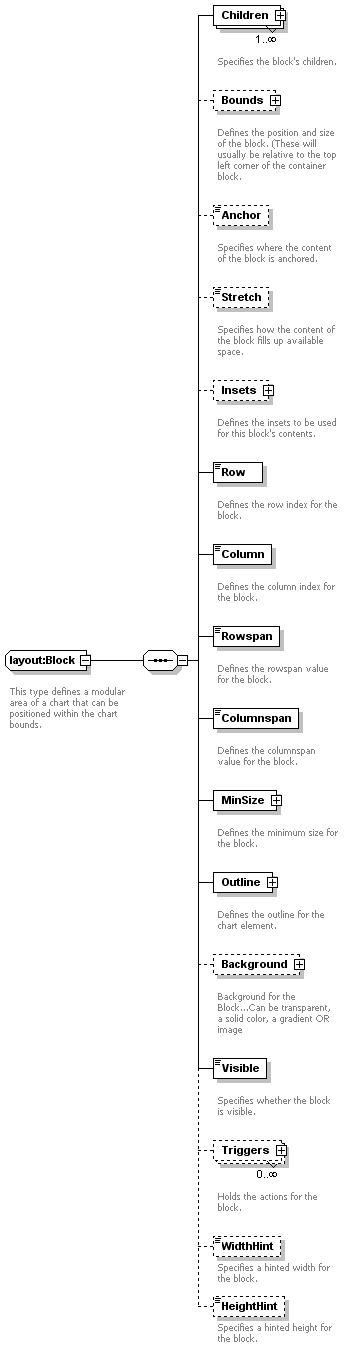 Children
1..∞
Specifies the block's children.
Bounds
Defines the position and size
of the block. (These will
usually be relative to the top
left corner of the container
block.
Anchor
Specifies where the content
of the block is anchored.
Stretch
Specifies how the content of
the block fills up available
space.
Insets
Defines the insets to be used
for this block's contents.
Row
Defines the row index for the
block.
Column
Defines the column index for
the block.
Rowspan
Defines the rowspan value
for the block.
layout:Block
This type defines a modular
area of a chart that can be
positioned within the chart
bounds.
Columnspan
Defines the columnspan
value for the block.
MinSize
Defines the minimum size for
the block.
Outline
Defines the outline for the
chart element.
Background
Background for the
Block...Can be transparent,
a solid color, a gradient OR
image
Visible
Specifies whether the block
is visible.
Triggers
0..∞
Holds the actions for the
block.
WidthHint
Specifies a hinted width for
the block.
HeightHint
Specifies a hinted height for
the block.